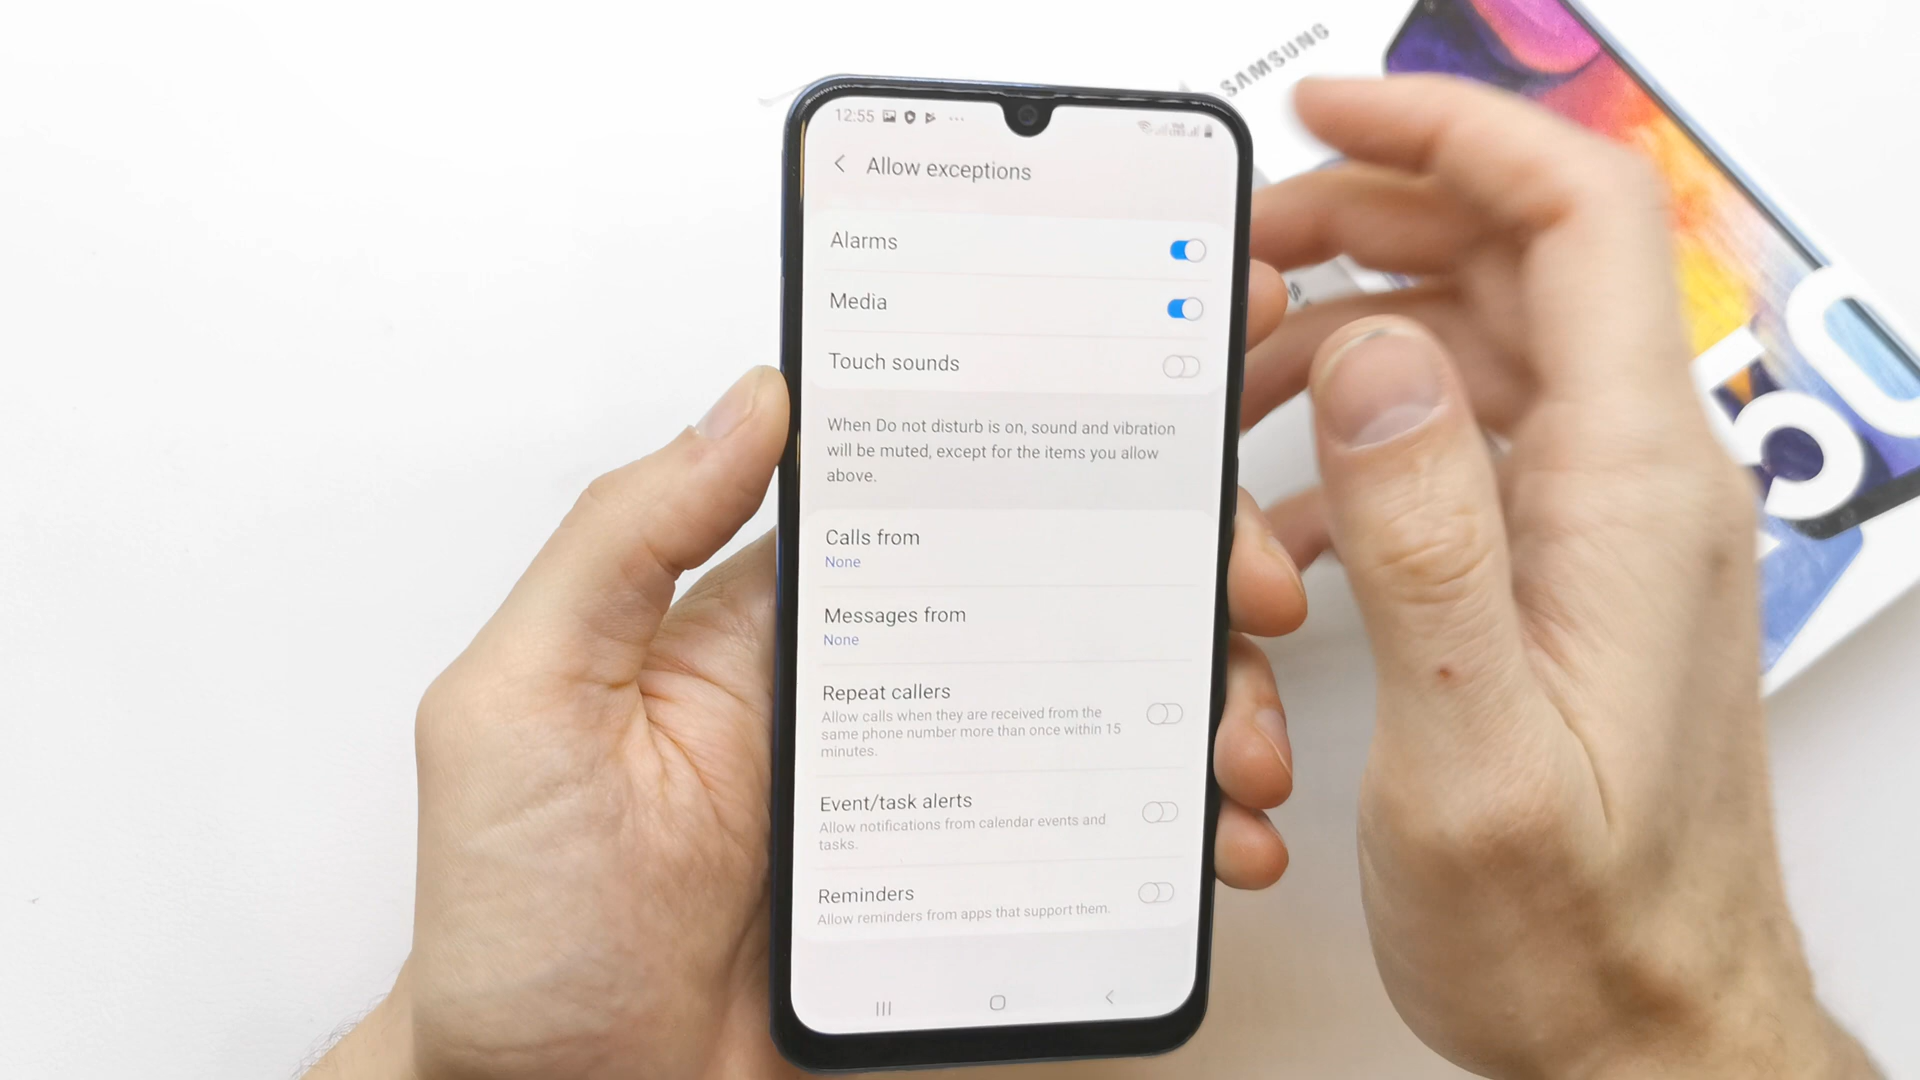 SAMSUNG
12:55
Allow exceptions
Alarms
Media
Touch sounds
When Do not disturb is on, sound and vibration
will be muted, except for the items you allow
above.
Calls from
None
Messages from
None
Repeat callers
Allow calls when they are received from the
same phone number more than once within 15
minutes.
Event/task alerts
Allow notifications from calendar events and
tasks.
Reminders
Allow reminders from apps that support them.
50